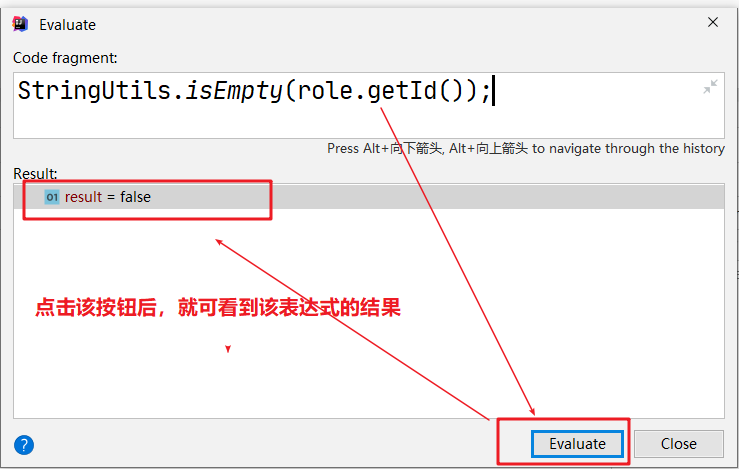 Evaluate
Code fragment:
StringUtils.isEmpty(role.getId());
Press Alt+向下箭头, Alt+向上箭头 to navigate through the history
Result:
01 result = false
点击该按钮后，就可看到该表达式的结果
? Evaluate Close